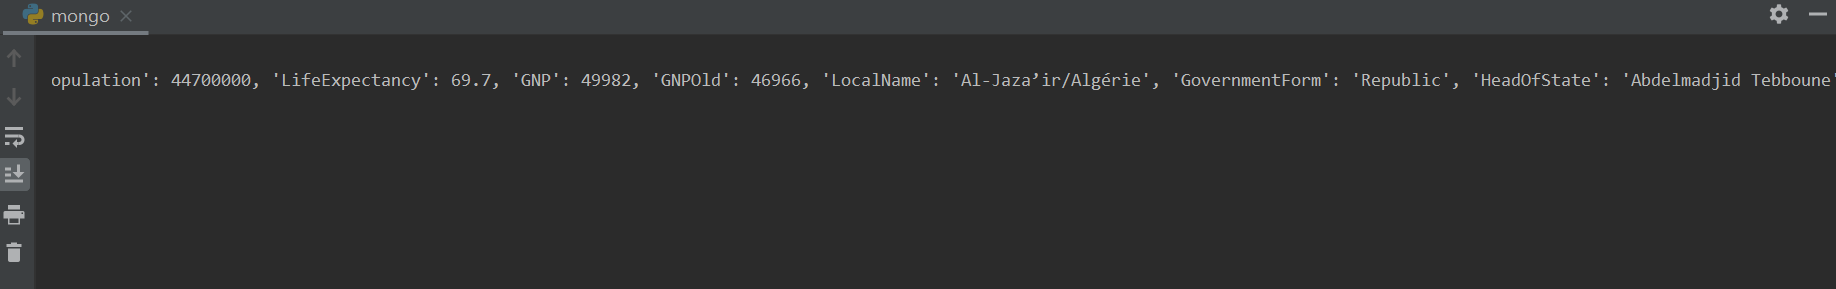 mongo
opulation': 44700000, 'LifeExpectancy': 69.7, 'GNP': 49982, 'GNPOld': 46966, 'LocalName': 'Al-Jaza’ir/Algérie', 'GovernmentForm': 'Republic', 'HeadOfState': 'Abdelmadjid Tebboune'